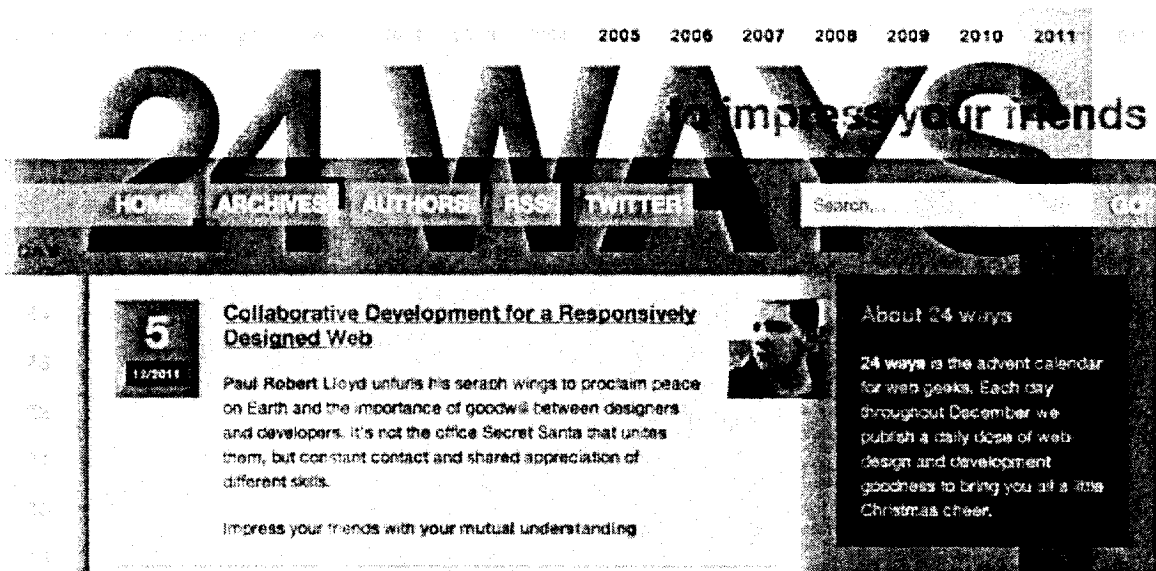 2005 2006 2007 2008 2009 2010 2011
24 WAYS
to impress your friends
HOME ARCHIVES AUTHORS RSS TWITTER
Search... GO
DAY
5
12/2011
Collaborative Development for a Responsively
Designed Web
Paul Robert Lloyd unfurls his seraph wings to proclaim peace
on Earth and the importance of goodwill between designers
and developers. It's not the office Secret Santa that unites
them, but constant contact and shared appreciation of
different skills.
Impress your friends with your mutual understanding
About 24 ways
24 ways is the advent calendar
for web geeks. Each day
throughout December we
publish a daily dose of web
design and development
goodness to bring you all a little
Christmas cheer.